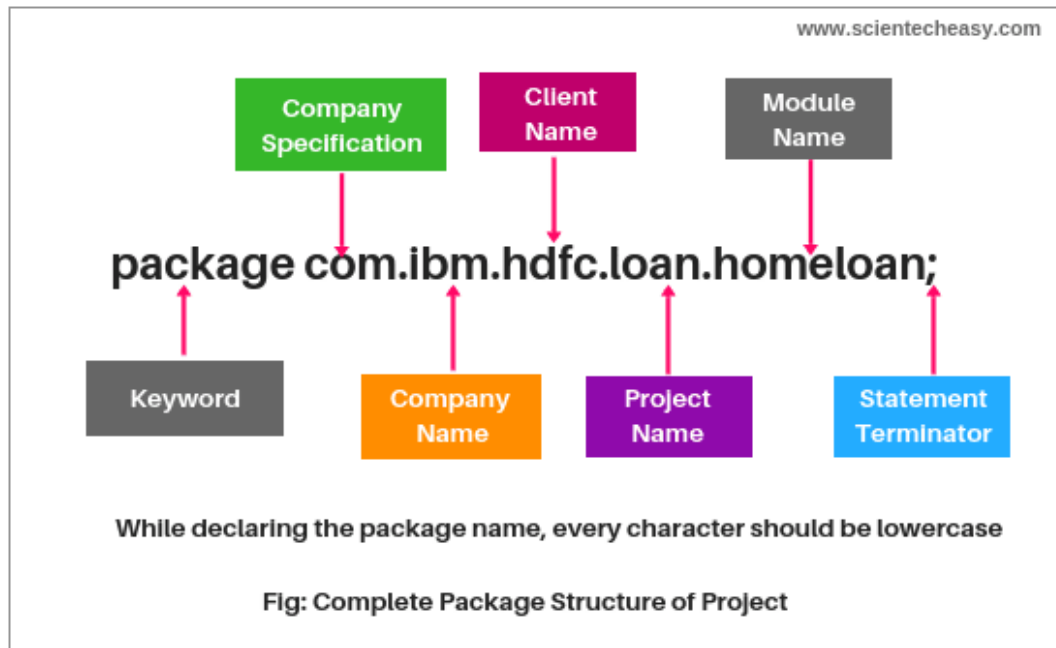 www.scientecheasy.com
Company
Specification
Client
Name
Module
Name
package com.ibm.hdfc.loan.homeloan;
Keyword
Company
Name
Project
Name
Statement
Terminator
While declaring the package name, every character should be lowercase
Fig: Complete Package Structure of Project